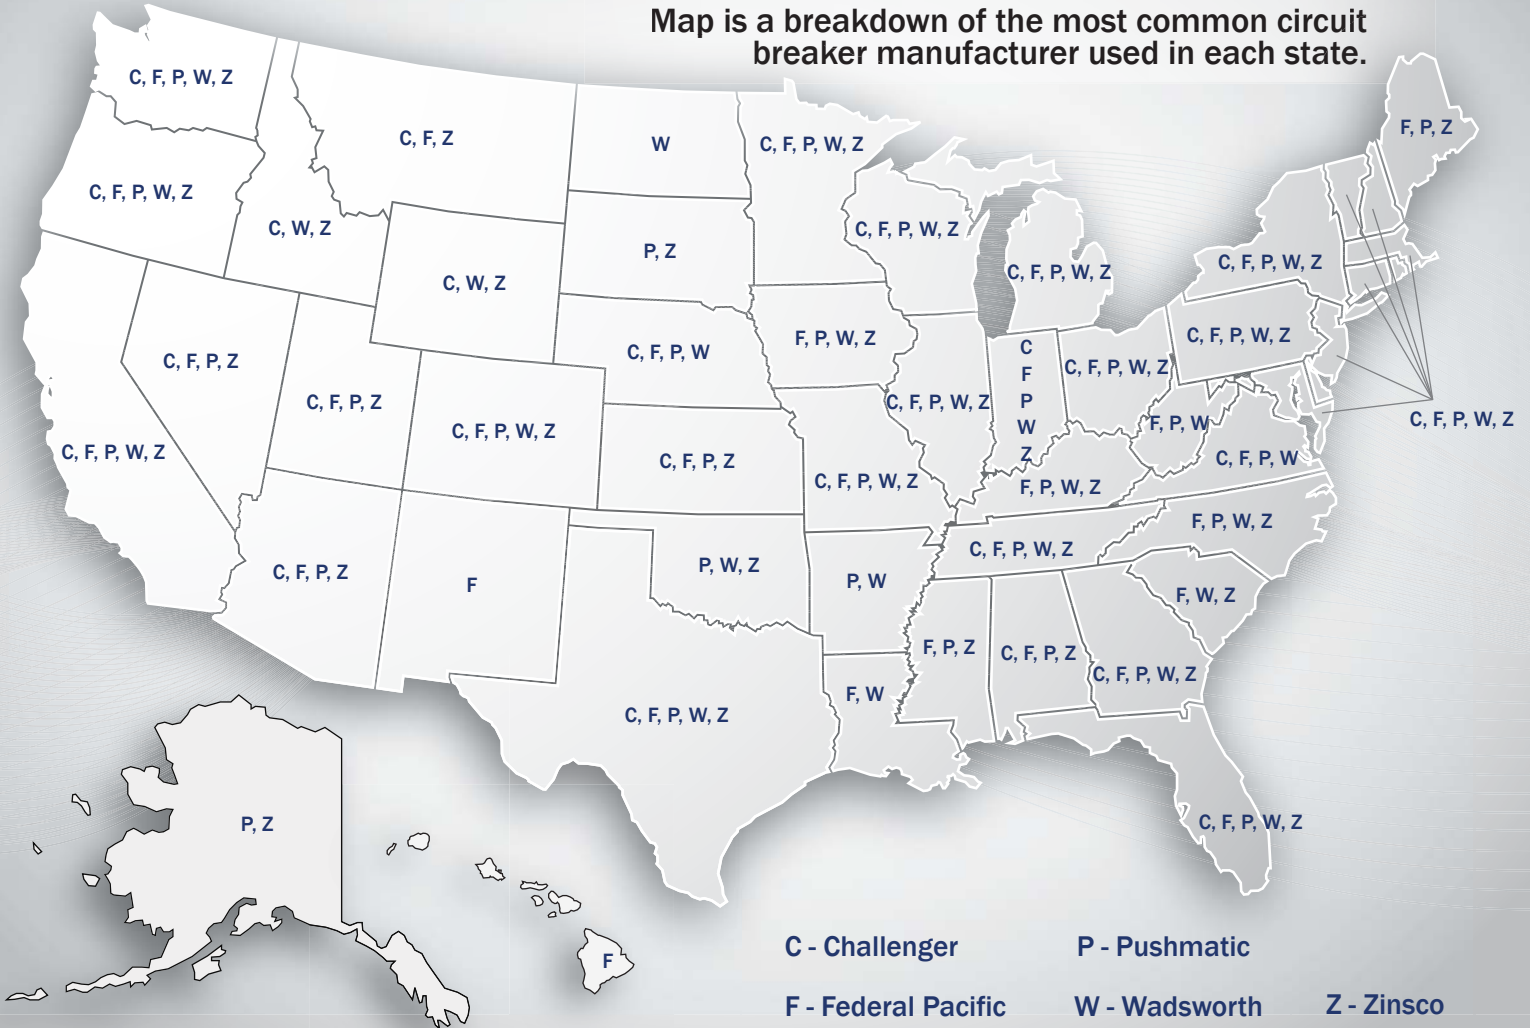 Map is a breakdown of the most common circuit
breaker manufacturer used in each state.
C, F, P, W, Z
C, F, Z
W
C, F, P, W, Z
F, P, Z
C, F, P, W, Z
C, W, Z
P, Z
C, F, P, W, Z
C, F, P, W, Z
C, F, P, W, Z
C, W, Z
C, F, P, Z
C, F, P, W
F, P, W, Z
C, F, P, W, Z
C
F
P
W
Z
C, F, P, W, Z
C, F, P, Z
C, F, P, W, Z
C, F, P, W, Z
C, F, P, W, Z
C, F, P, W, Z
F, P, W
C, F, P, W
C, F, P, Z
C, F, P, W, Z
F, P, W, Z
F, P, W, Z
C, F, P, W, Z
C, F, P, Z
F
P, W, Z
P, W
F, W, Z
F, P, Z
C, F, P, Z
C, F, P, W, Z
F, W
C, F, P, W, Z
P, Z
C, F, P, W, Z
F
C - Challenger
P - Pushmatic
F - Federal Pacific
W - Wadsworth
Z - Zinsco